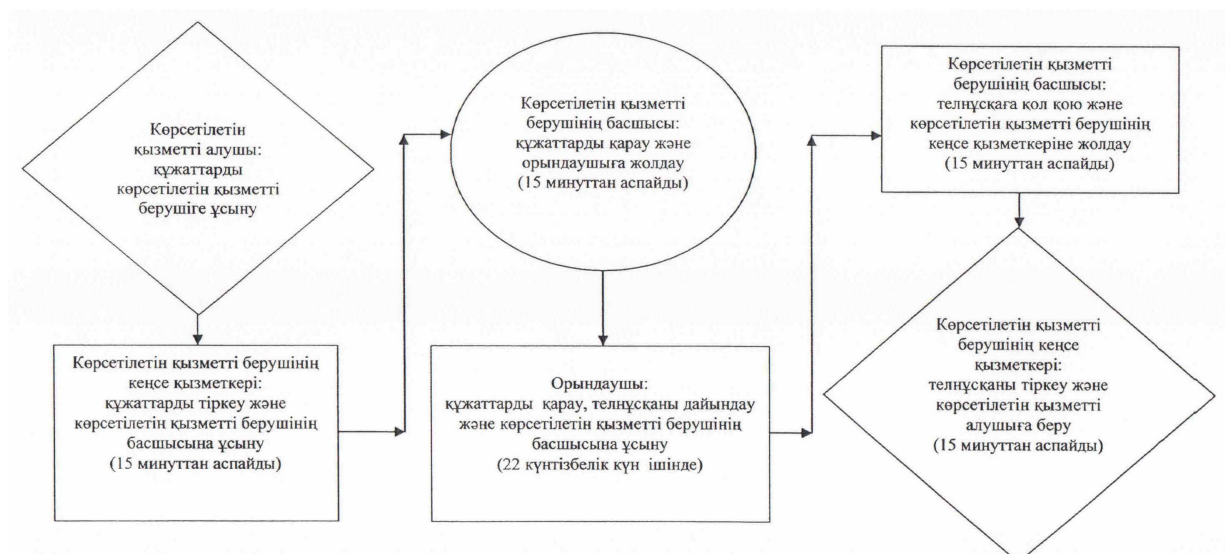 Көрсетілетін
қызметті алушы:
құжаттарды
көрсетілетін қызметті
берушіге ұсыну
Көрсетілетін қызметті берушінің
кеңсе қызметкері:
құжаттарды тіркеу және
көрсетілетін қызметті берушінің
басшысына ұсыну
(15 минуттан аспайды)
Көрсетілетін қызметті
берушінің басшысы:
құжаттарды қарау және
орындаушыға жолдау
(15 минуттан аспайды)
Орындаушы:
құжаттарды қарау, телнұсқаны дайындау
және көрсетілетін қызметті берушінің
басшысына ұсыну
(22 күнтізбелік күн ішінде)
Көрсетілетін қызметті
берушінің басшысы:
телнұсқаға қол қою және
көрсетілетін қызметті берушінің
кеңсе қызметкеріне жолдау
(15 минуттан аспайды)
Көрсетілетін қызметті
берушінің кеңсе
қызметкері:
телнұсқаны тіркеу және
көрсетілетін қызметті
алушыға беру
(15 минуттан аспайды)